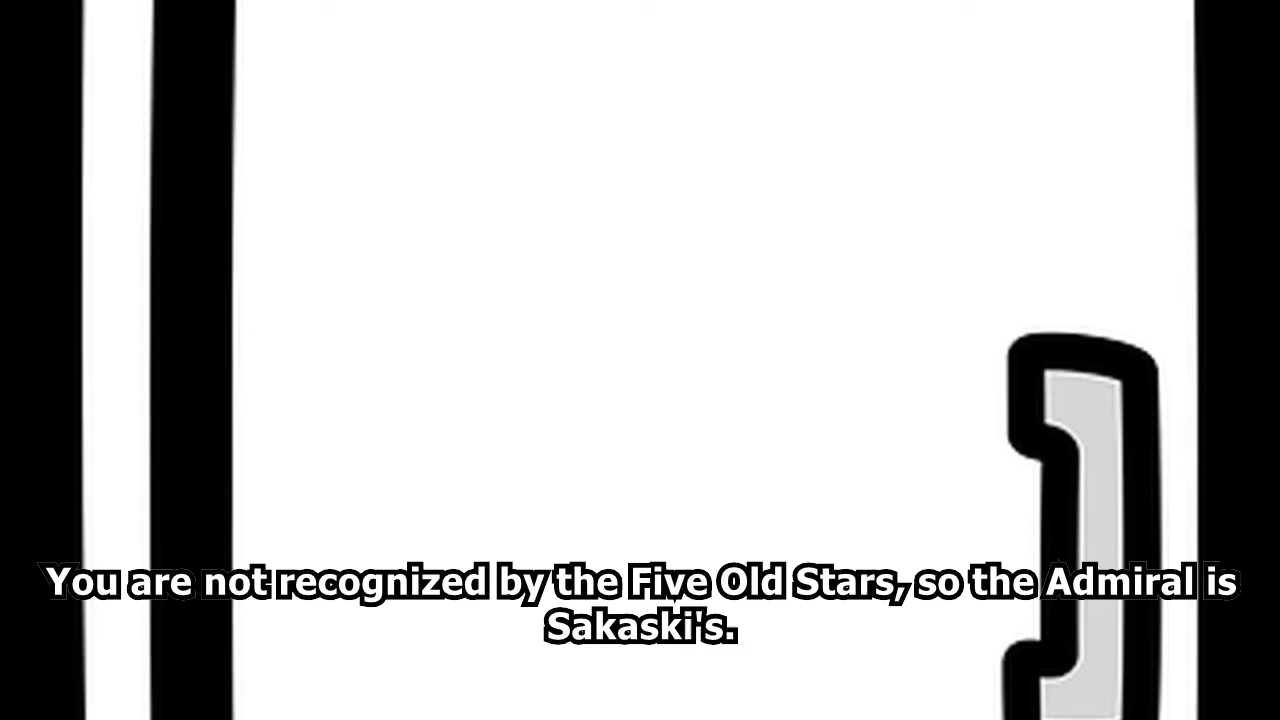 You are not recognized by the Five Old Stars, so the Admiral is
Sakaski's.